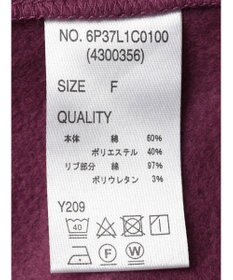 NO. 6P37L1C0100
(4300356)
SIZE F
QUALITY
本体 綿 60%
ポリエステル 40%
リブ部分 綿 97%
ポリウレタン 3%
Y209
40
F W